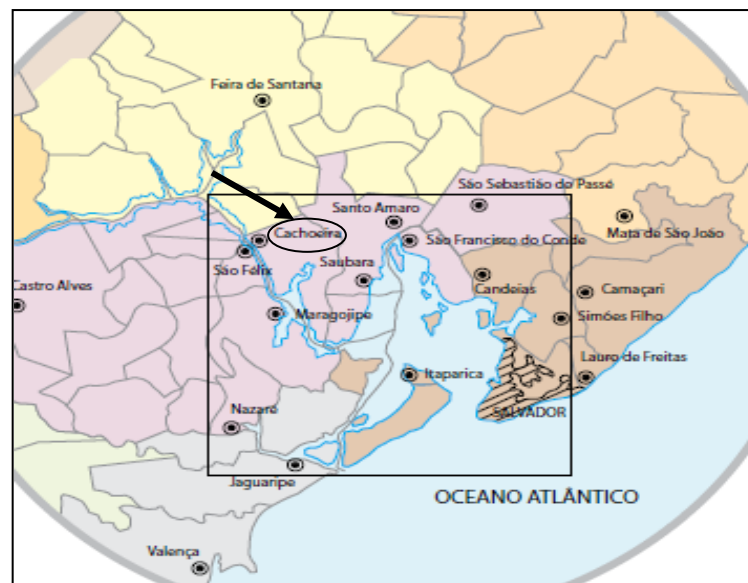 Feira de Santana
São Sebastião do Passé
Santo Amaro
Mata de São João
Cachoeira
São Francisco do Conde
São Félix
Saubara
Candeias
Castro Alves
Camaçari
Maragojipe
Simões Filho
Lauro de Freitas
Itaparica
Nazaré
SALVADOR
Jaguaripe
OCEANO ATLÂNTICO
Valença